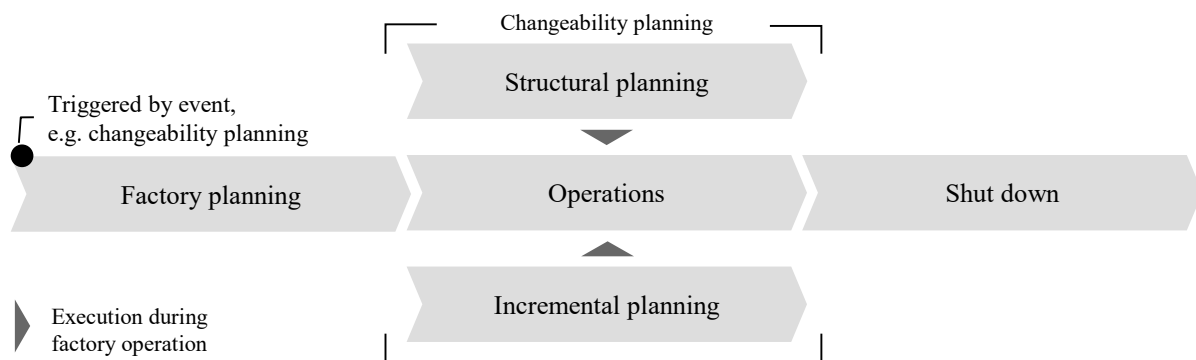 Changeability planning
Structural planning
Triggered by event,
e.g. changeability planning
Factory planning
Operations
Shut down
Incremental planning
Execution during
factory operation